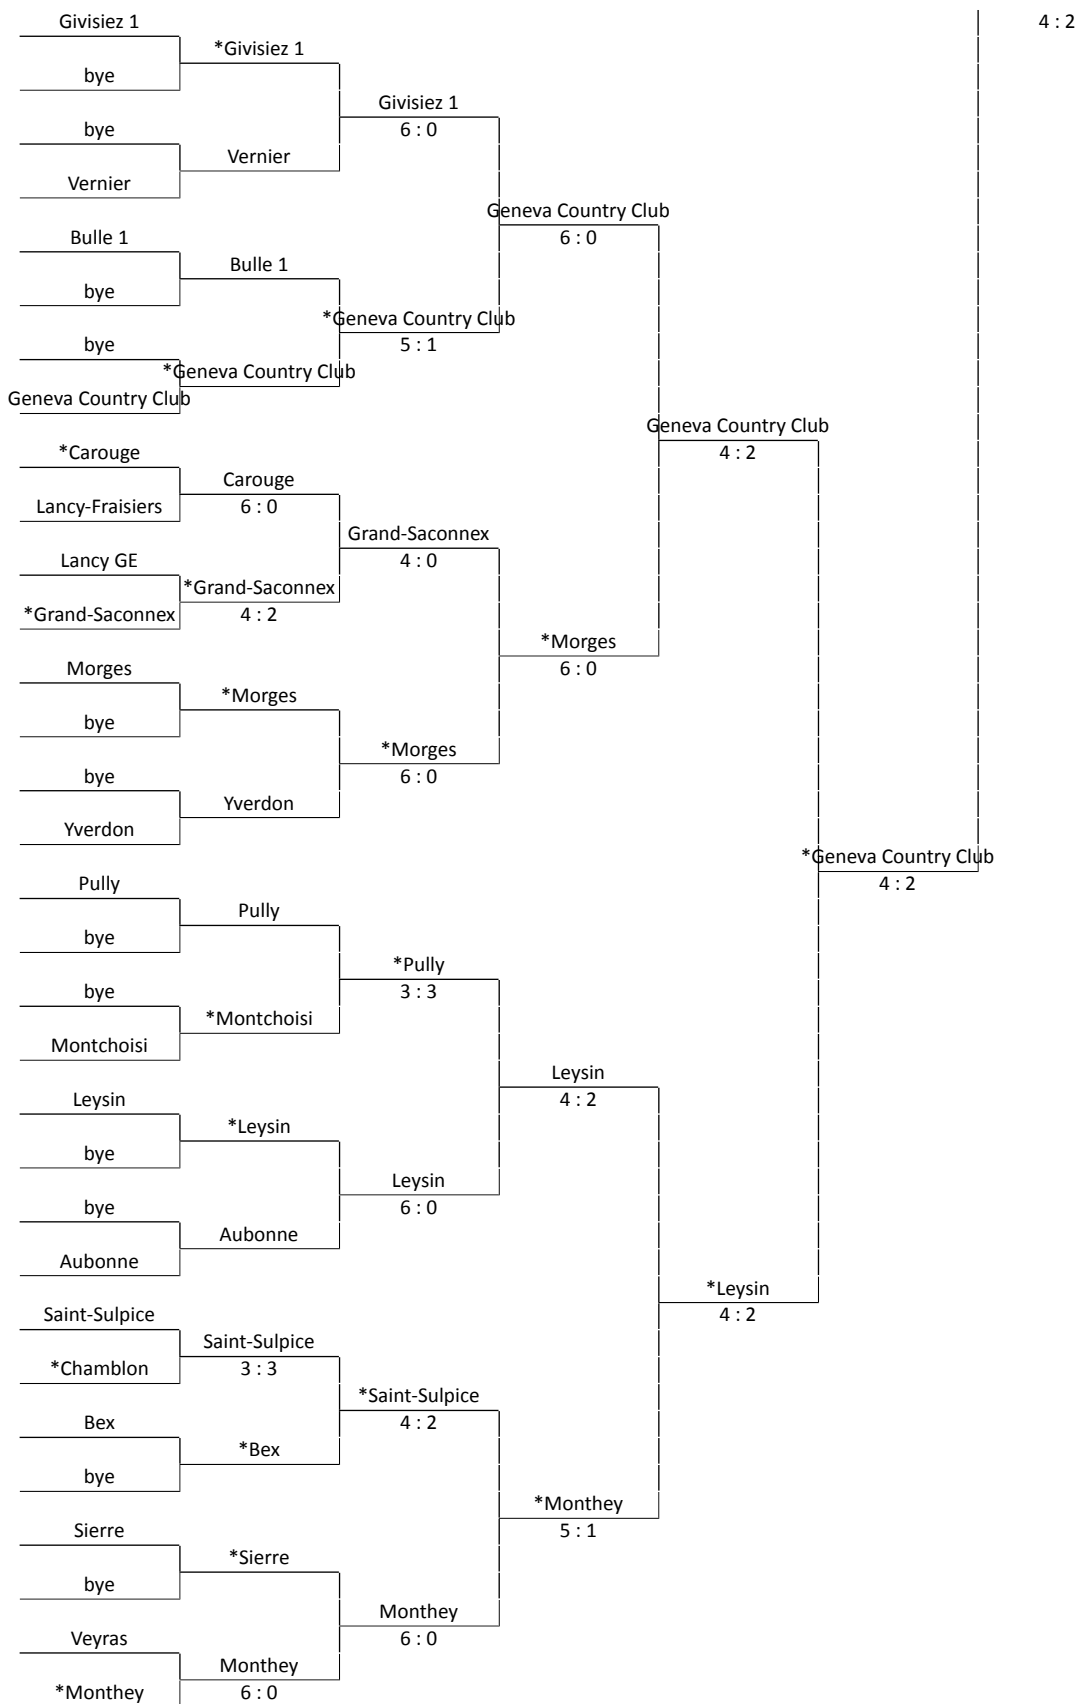 Givisiez 1
4 : 2
*Givisiez 1
bye
Givisiez 1
6 : 0
bye
Vernier
Vernier
Geneva Country Club
6 : 0
Bulle 1
Bulle 1
bye
*Geneva Country Club
5 : 1
bye
*Geneva Country Club
Geneva Country Club
Geneva Country Club
4 : 2
*Carouge
Carouge
6 : 0
Lancy-Fraisiers
Grand-Saconnex
4 : 0
Lancy GE
*Grand-Saconnex
4 : 2
*Grand-Saconnex
*Morges
6 : 0
Morges
*Morges
bye
*Morges
6 : 0
bye
Yverdon
Yverdon
*Geneva Country Club
4 : 2
Pully
Pully
bye
*Pully
3 : 3
bye
*Montchoisi
Montchoisi
Leysin
4 : 2
Leysin
*Leysin
bye
Leysin
6 : 0
bye
Aubonne
Aubonne
*Leysin
4 : 2
Saint-Sulpice
Saint-Sulpice
3 : 3
*Chamblon
*Saint-Sulpice
4 : 2
Bex
*Bex
bye
*Monthey
5 : 1
Sierre
*Sierre
bye
Monthey
6 : 0
Veyras
Monthey
6 : 0
*Monthey